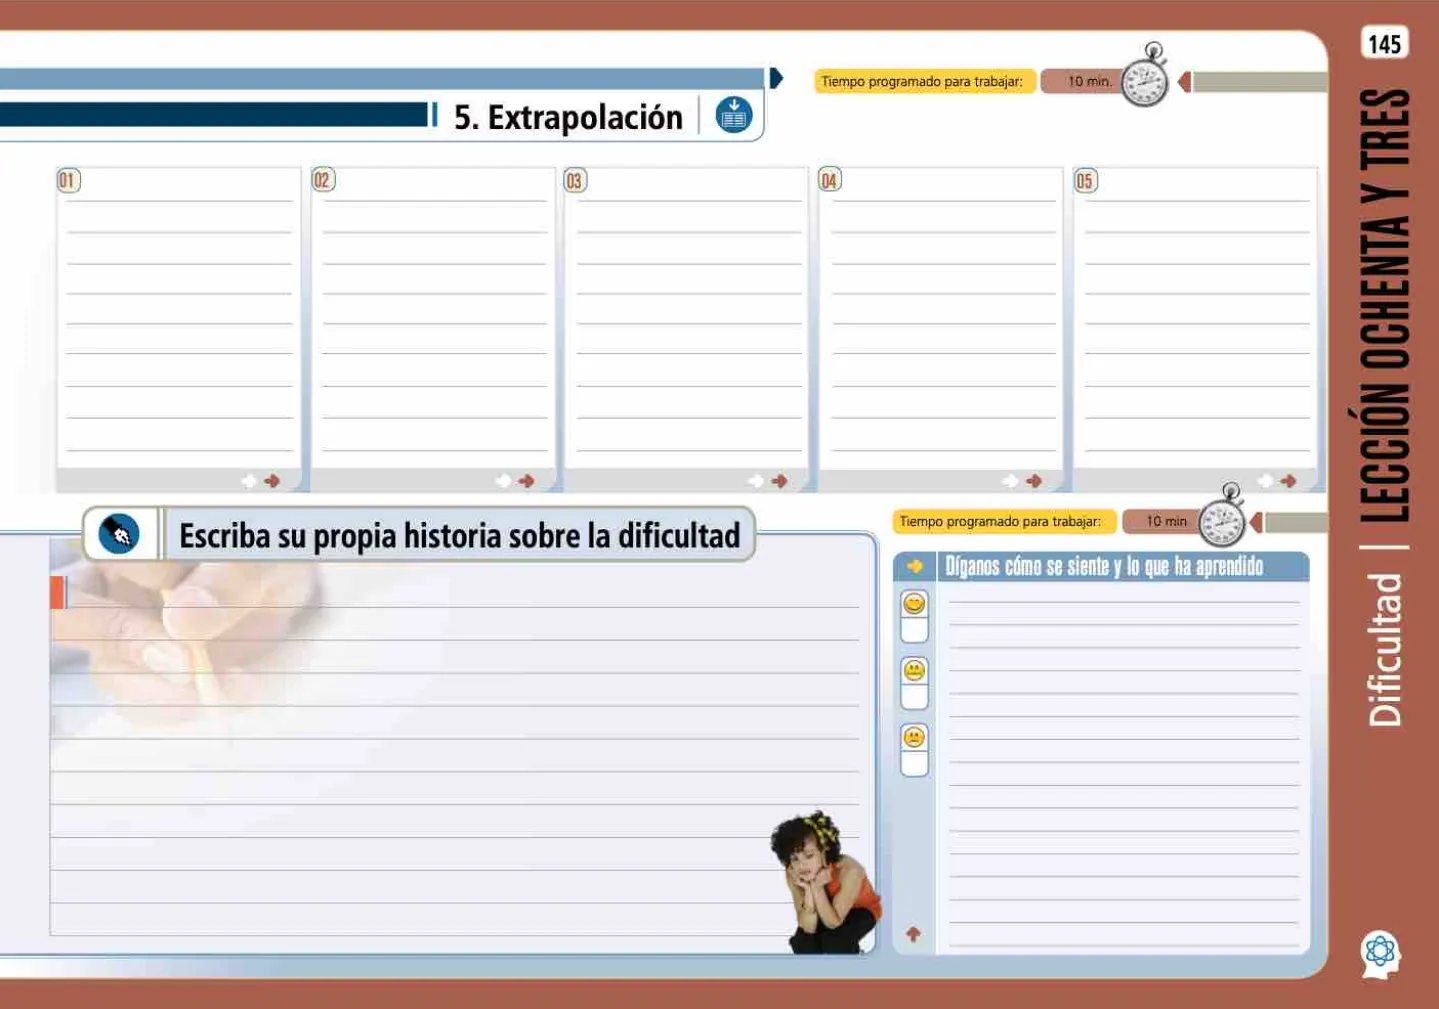 145
Tiempo programado para trabajar:
10 min.
5. Extrapolación
01
02
03
04
05
Tiempo programado para trabajar:
10 min.
Escriba su propia historia sobre la dificultad
Díganos cómo se siente y lo que ha aprendido
Dificultad | LECCIÓN OCHENTA Y TRES